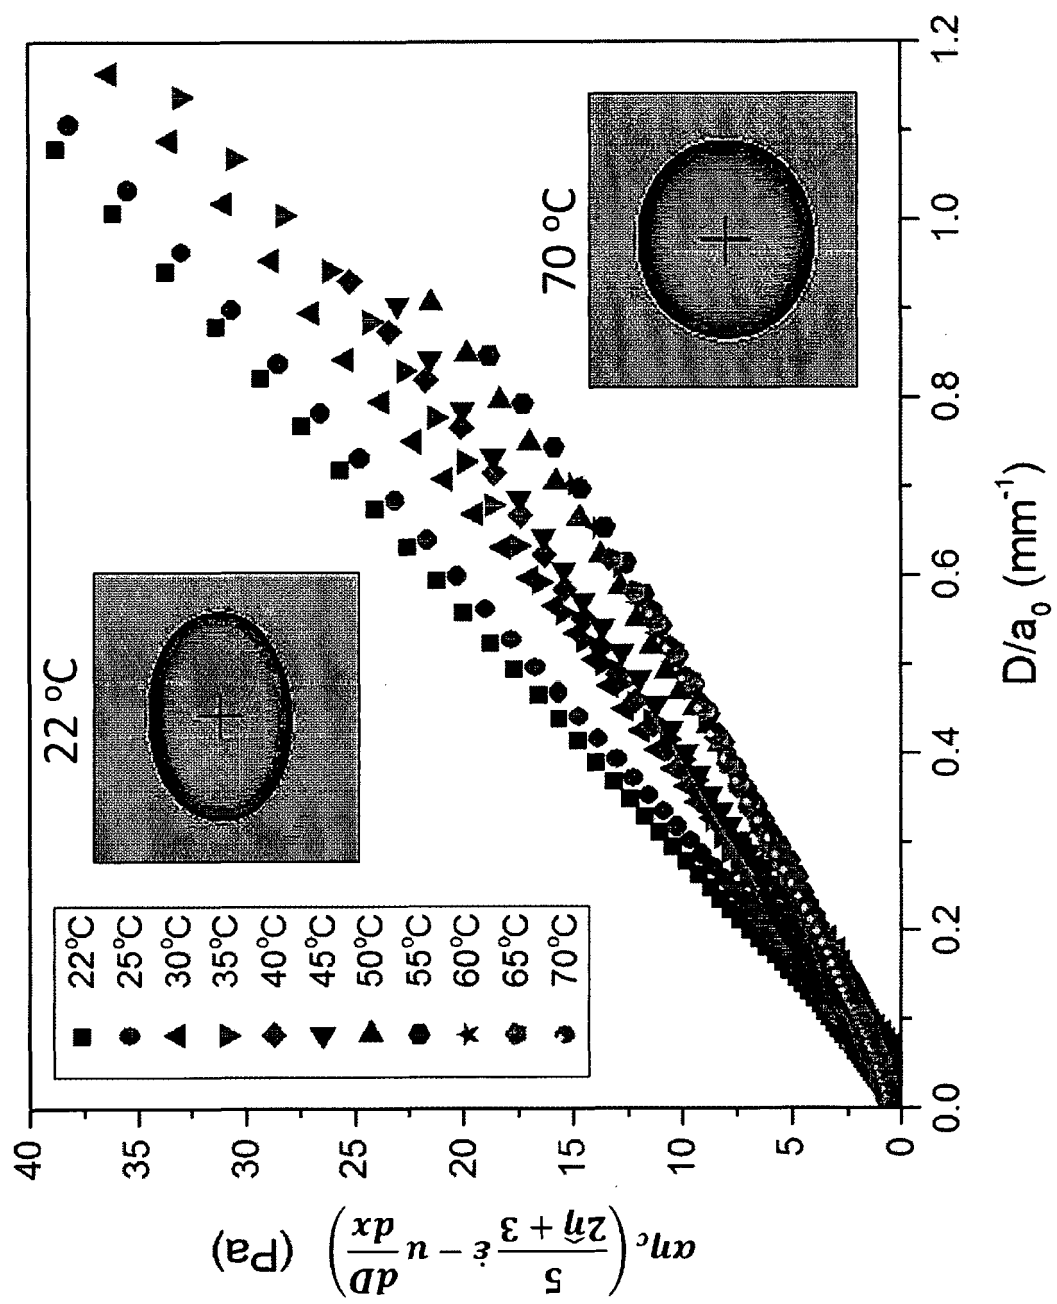 40
35
30
25
20
15
10
5
0
αη_c (5/(2η̂ + 3) ε̇ − u dD/dx) (Pa)
22°C
25°C
30°C
35°C
40°C
45°C
50°C
55°C
60°C
65°C
70°C
22 °C
70 °C
0.0 0.2 0.4 0.6 0.8 1.0 1.2
D/a₀ (mm⁻¹)